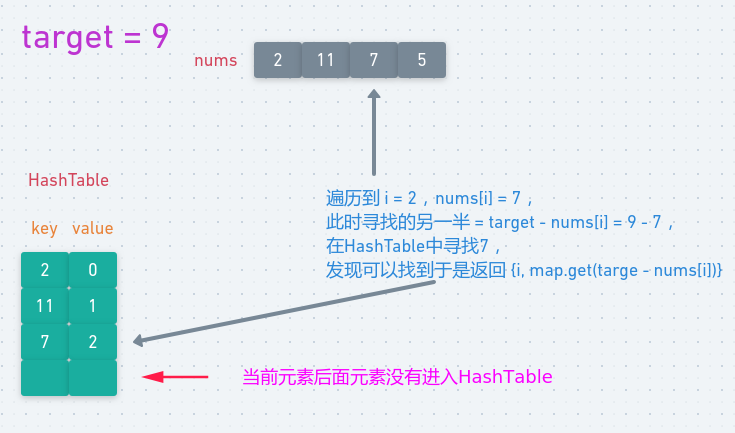 target = 9
nums 2 11 7 5
HashTable
key value
2 0
11 1
7 2
遍历到 i = 2，nums[i] = 7；
此时寻找的另一半 = target - nums[i] = 9 - 7，
在HashTable中寻找7，
发现可以找到于是返回 {i, map.get(targe - nums[i])}
当前元素后面元素没有进入HashTable